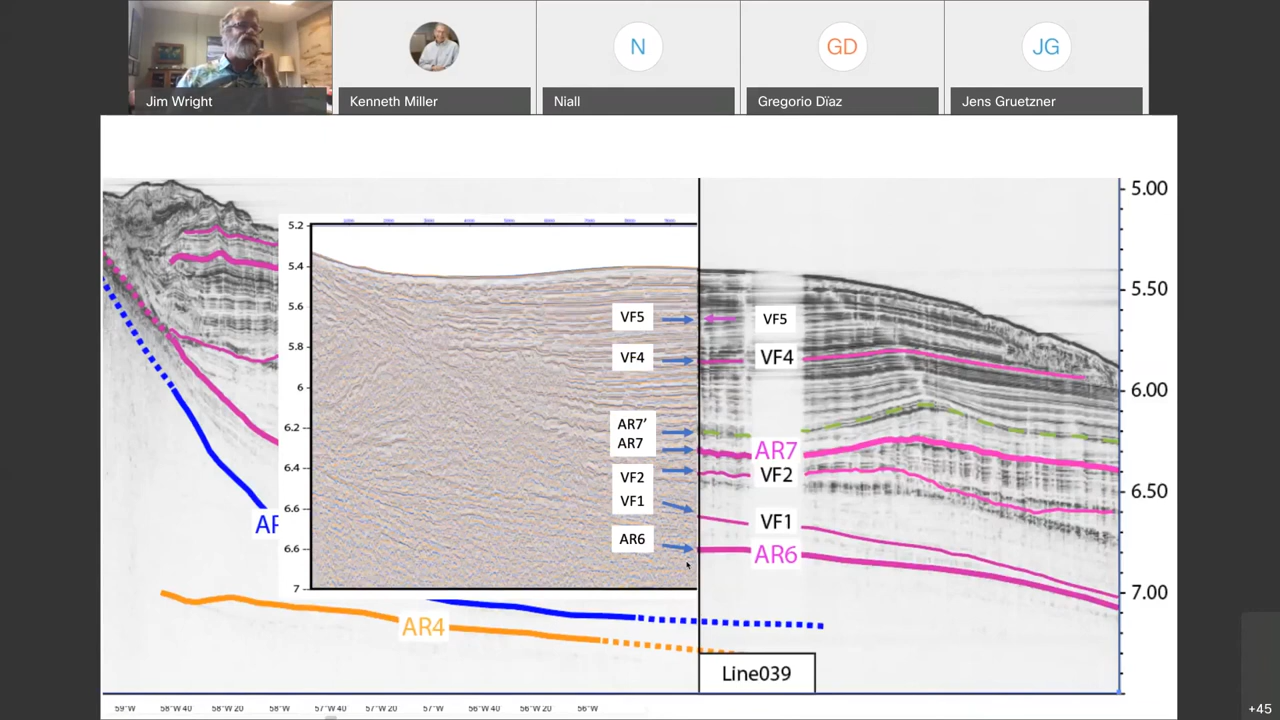 N
GD
JG
Jim Wright
Kenneth Miller
Niall
Gregorio Dïaz
Jens Gruetzner
5.00
5.2
5.4
5.50
5.6
VF5
VF5
5.8
VF4
VF4
6
6.00
6.2
AR7'
AR7
AR7
6.4
VF2
VF2
6.50
6.6
VF1
VF1
6.6
AR6
AR6
7
7.00
AR4
Line039
59°W
58°W 40
58°W 20
58°W
57°W 40
57°W 20
57°W
56°W 40
56°W 20
56°W
+45